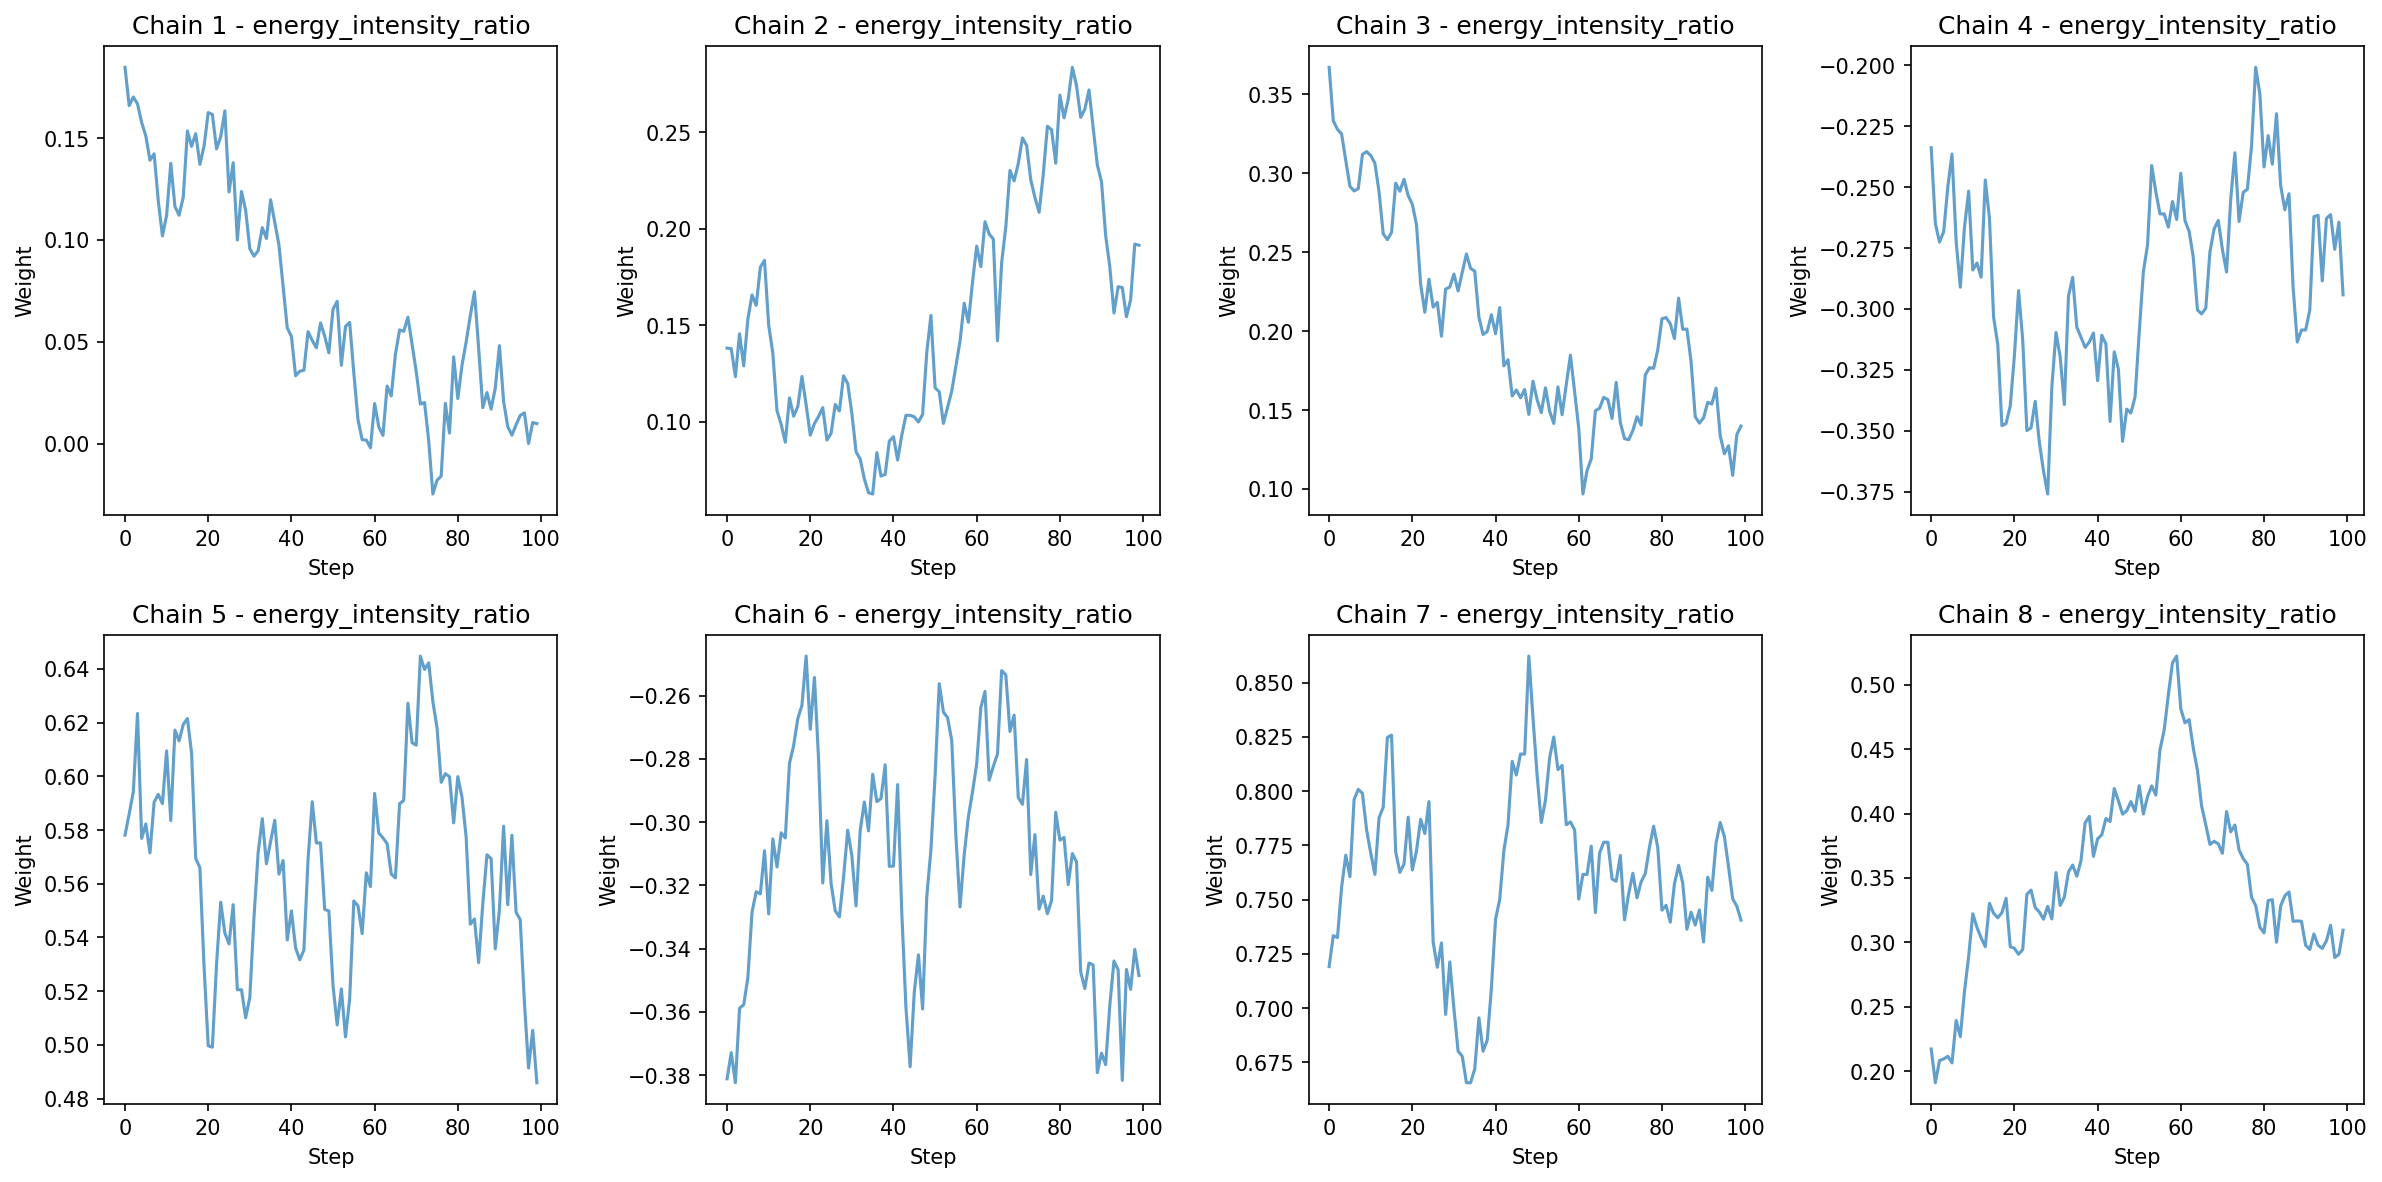 Chain 1 - energy_intensity_ratio
Chain 2 - energy_intensity_ratio
Chain 3 - energy_intensity_ratio
Chain 4 - energy_intensity_ratio
Weight
0.15
0.10
0.05
0.00
0 20 40 60 80 100
Step
Weight
0.25
0.20
0.15
0.10
0 20 40 60 80 100
Step
Weight
0.35
0.30
0.25
0.20
0.15
0.10
0 20 40 60 80 100
Step
Weight
−0.200
−0.225
−0.250
−0.275
−0.300
−0.325
−0.350
−0.375
0 20 40 60 80 100
Step
Chain 5 - energy_intensity_ratio
Chain 6 - energy_intensity_ratio
Chain 7 - energy_intensity_ratio
Chain 8 - energy_intensity_ratio
Weight
0.64
0.62
0.60
0.58
0.56
0.54
0.52
0.50
0.48
0 20 40 60 80 100
Step
Weight
−0.26
−0.28
−0.30
−0.32
−0.34
−0.36
−0.38
0 20 40 60 80 100
Step
Weight
0.850
0.825
0.800
0.775
0.750
0.725
0.700
0.675
0 20 40 60 80 100
Step
Weight
0.50
0.45
0.40
0.35
0.30
0.25
0.20
0 20 40 60 80 100
Step